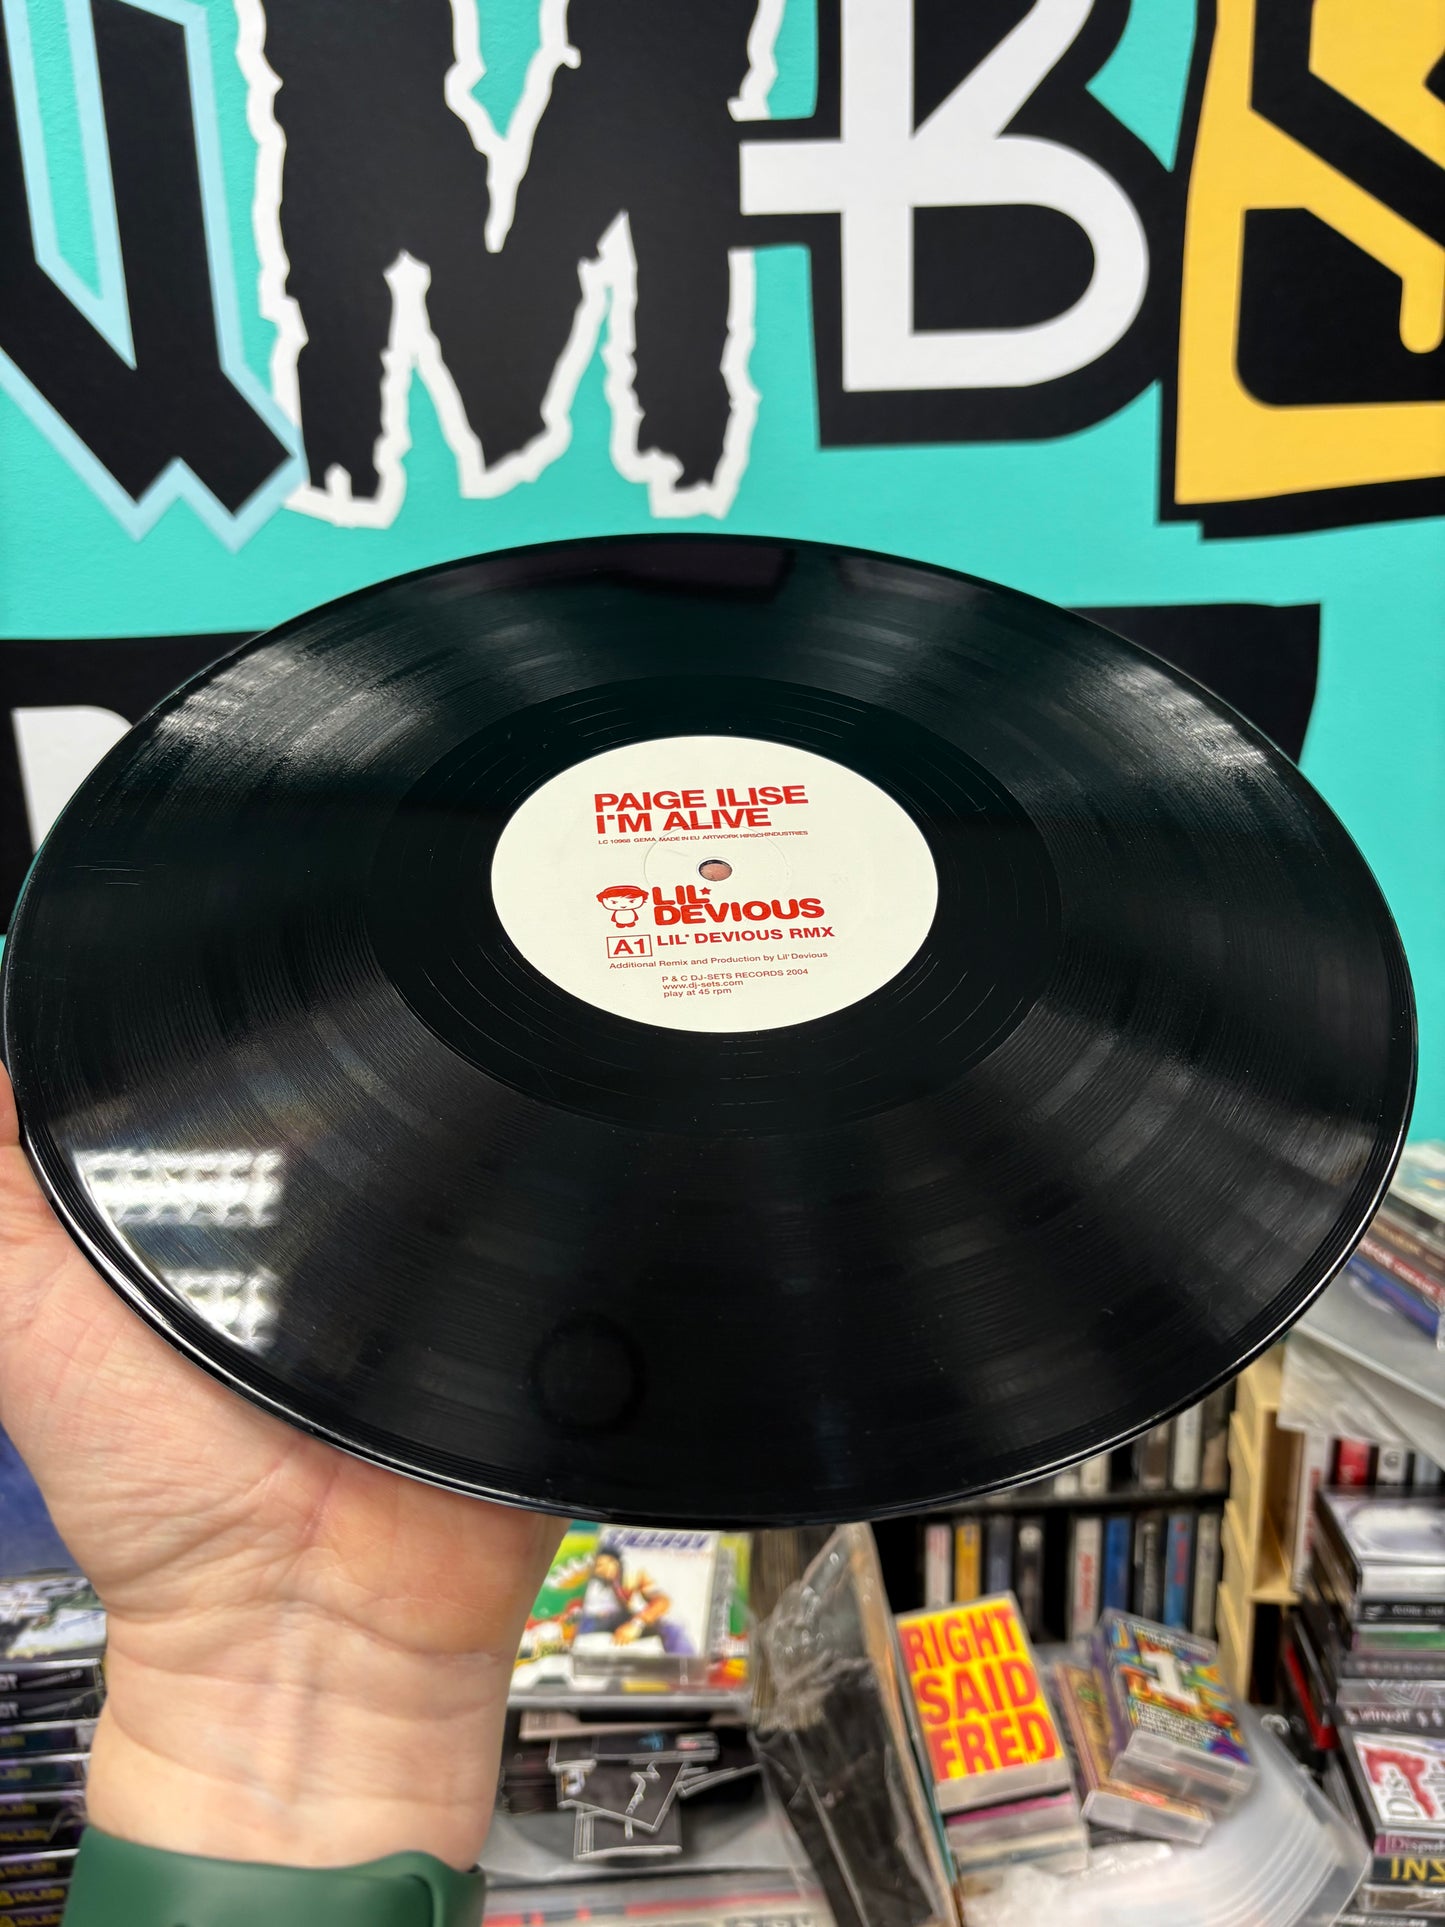 MB
PAIGE ILISE
I'M ALIVE
LC 10968 GEMA MADE IN EU ARTWORK HIRSCHINDUSTRIES
LIL*
DEVIOUS
A1 LIL' DEVIOUS RMX
Additional Remix and Production by Lil' Devious
P & C DJ-SETS RECORDS 2004
www.dj-sets.com
play at 45 rpm
RIGHT
SAID
FRED